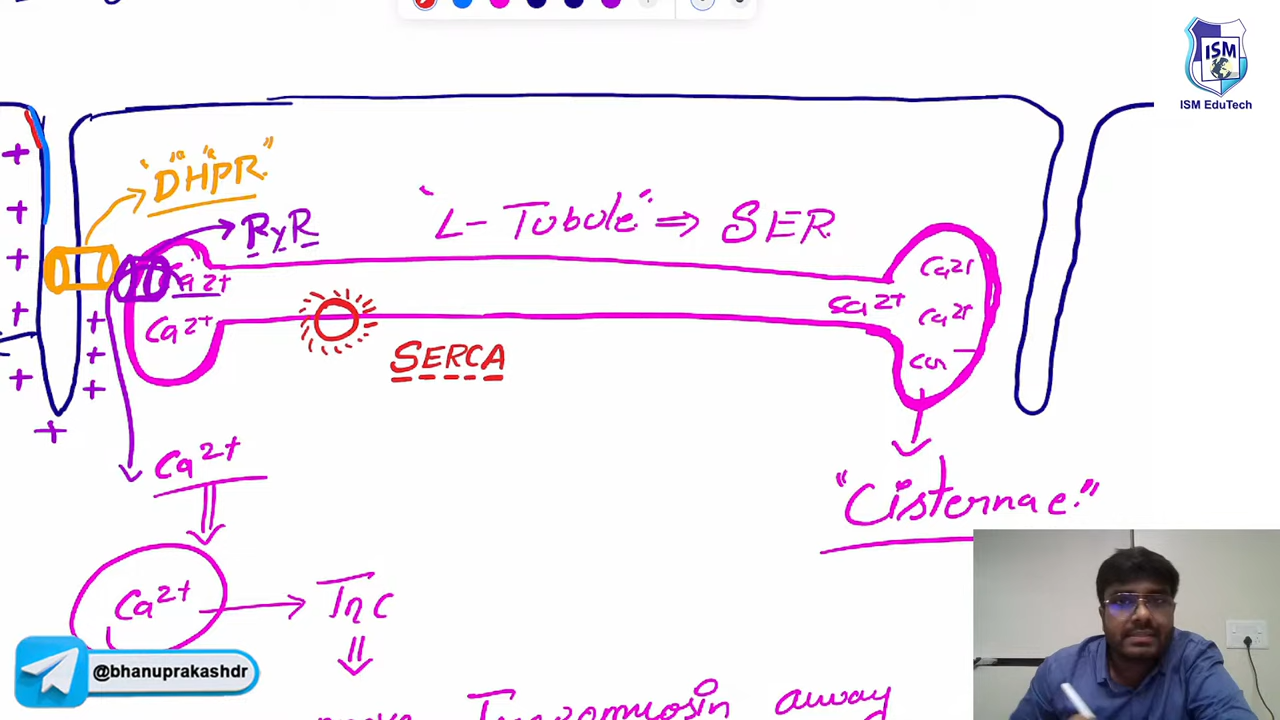 ISM
ISM EduTech
"DHPR"
RyR
"L-Tubule" ⇒ SER
Ca2+
Ca2+
Ca2+
Ca2+
Ca2+
SERCA
+
+
+
+
+
+
+
+
+
Ca2+
"Cisternae."
Ca2+ → TnC
@bhanuprakashdr
Tropomyosin away